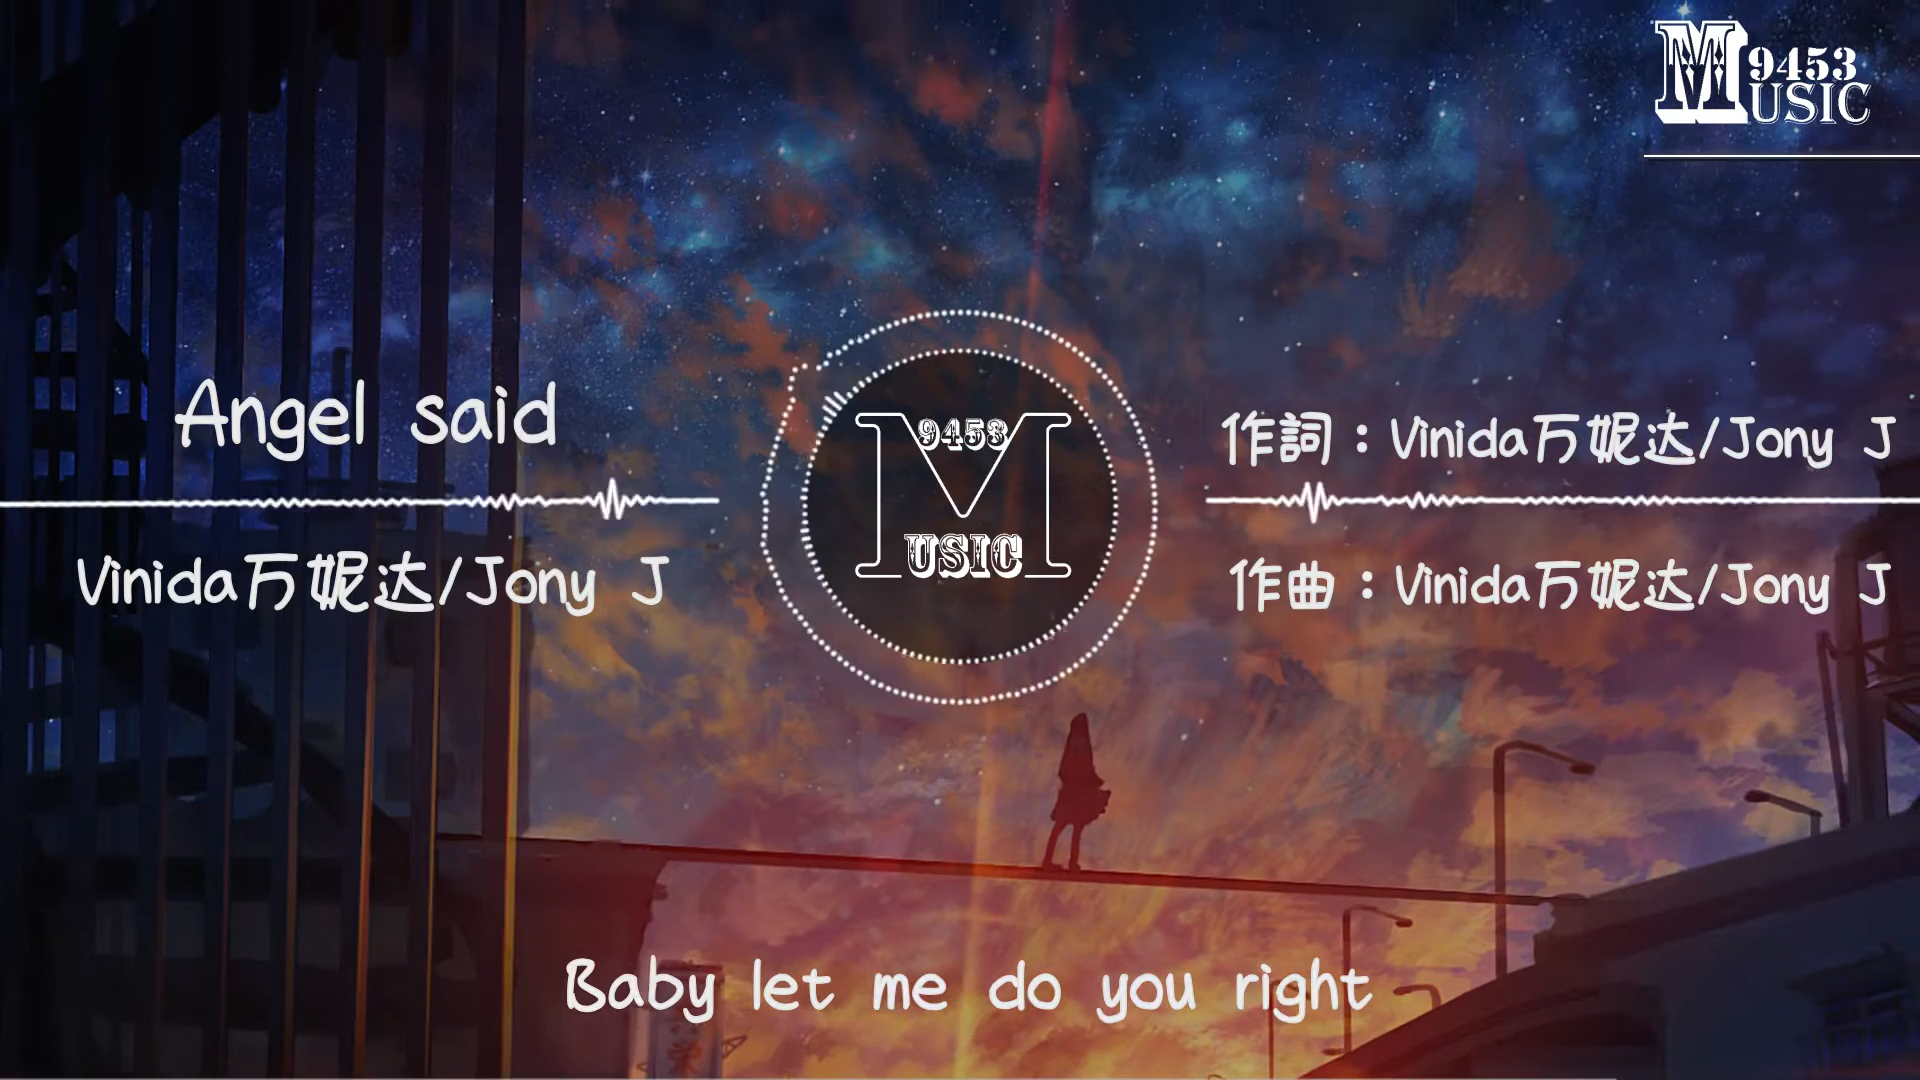 9453
MUSIC
Angel said
Vinida万妮达/Jony J
9453
MUSIC
作詞：Vinida万妮达/Jony J
作曲：Vinida万妮达/Jony J
Baby let me do you right